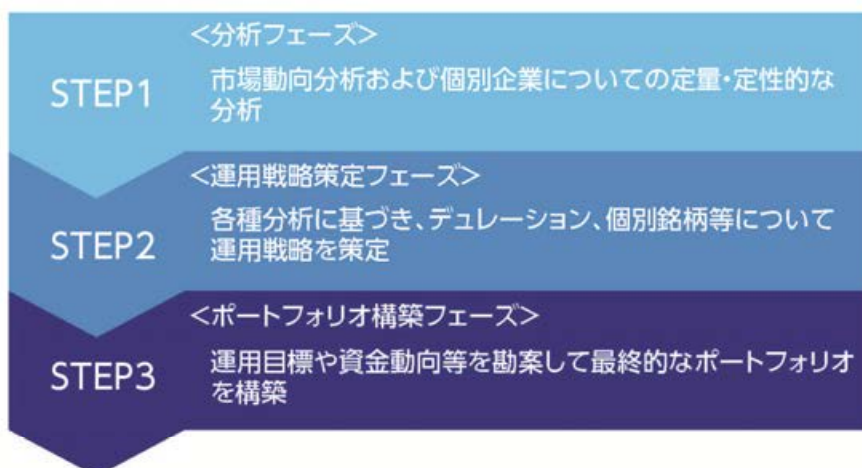 <分析フェーズ>
STEP1
市場動向分析および個別企業についての定量・定性的な
分析
<運用戦略策定フェーズ>
STEP2
各種分析に基づき、デュレーション、個別銘柄等について
運用戦略を策定
<ポートフォリオ構築フェーズ>
STEP3
運用目標や資金動向等を勘案して最終的なポートフォリオ
を構築